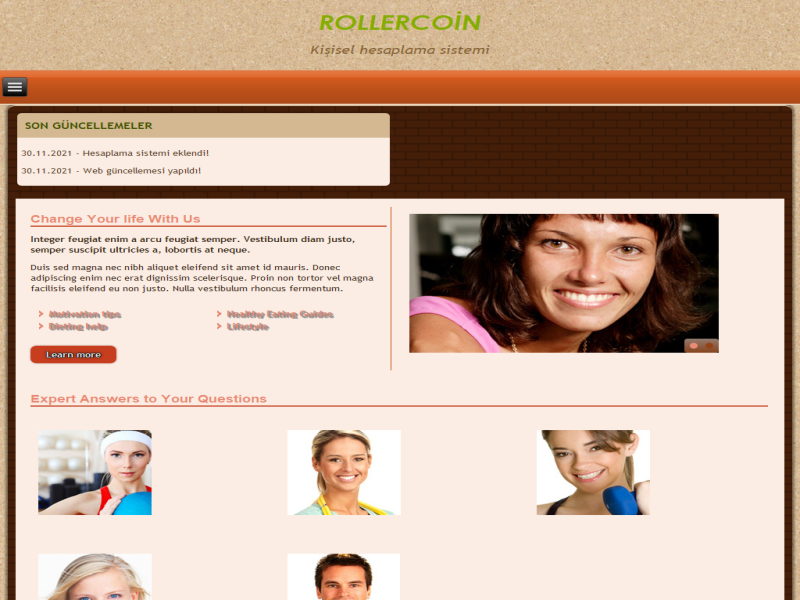 ROLLERCOİN
Kişisel hesaplama sistemi
SON GÜNCELLEMELER
30.11.2021 - Hesaplama sistemi eklendi!
30.11.2021 - Web güncellemesi yapıldı!
Change Your life With Us
Integer feugiat enim a arcu feugiat semper. Vestibulum diam justo,
semper suscipit ultricies a, lobortis at neque.
Duis sed magna nec nibh aliquet eleifend sit amet id mauris. Donec
adipiscing enim nec erat dignissim scelerisque. Proin non tortor vel magna
facilisis eleifend eu non justo. Nulla vestibulum rhoncus fermentum.
Motivation tips
Dieting help
Healthy Eating Guides
Lifestyle
Learn more
Expert Answers to Your Questions